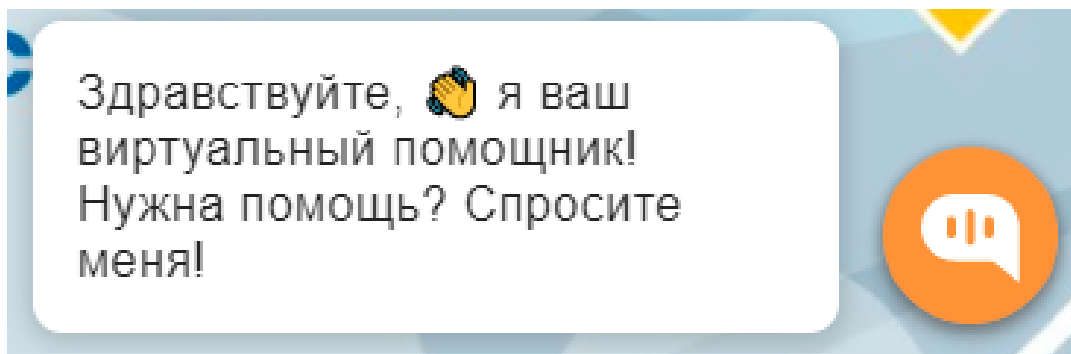 Здравствуйте, 👋 я ваш
виртуальный помощник!
Нужна помощь? Спросите
меня!